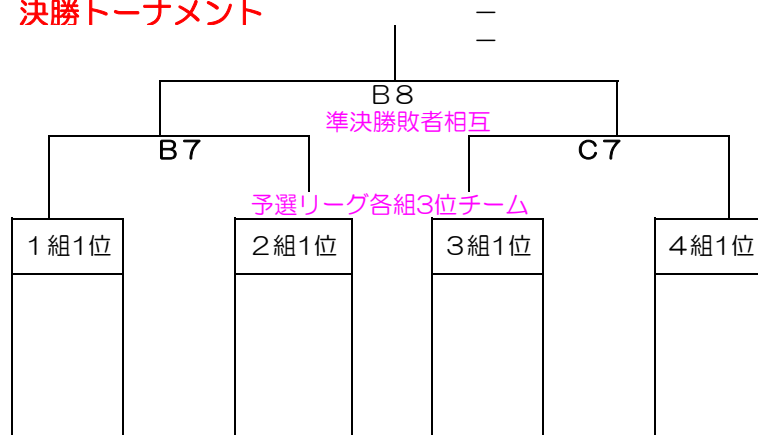 決勝トーナメント
－
－
Ｂ８
準決勝敗者相互
Ｂ７
Ｃ７
予選リーグ各組3位チーム
１組1位
２組1位
３組1位
４組1位